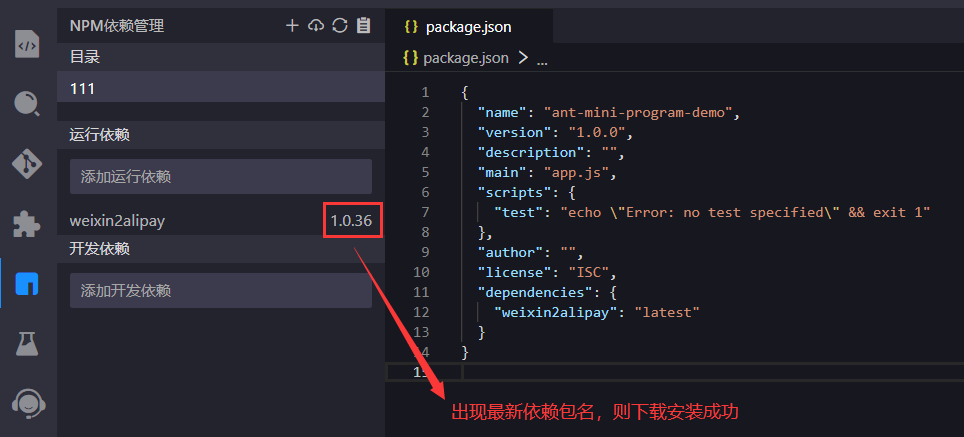 NPM依赖管理
目录
111
运行依赖
添加运行依赖
weixin2alipay 1.0.36
开发依赖
添加开发依赖
{} package.json
{} package.json > ...
1 {
2 "name": "ant-mini-program-demo",
3 "version": "1.0.0",
4 "description": "",
5 "main": "app.js",
6 "scripts": {
7 "test": "echo \"Error: no test specified\" && exit 1"
8 },
9 "author": "",
10 "license": "ISC",
11 "dependencies": {
12 "weixin2alipay": "latest"
13 }
14 }
15
出现最新依赖包名，则下载安装成功